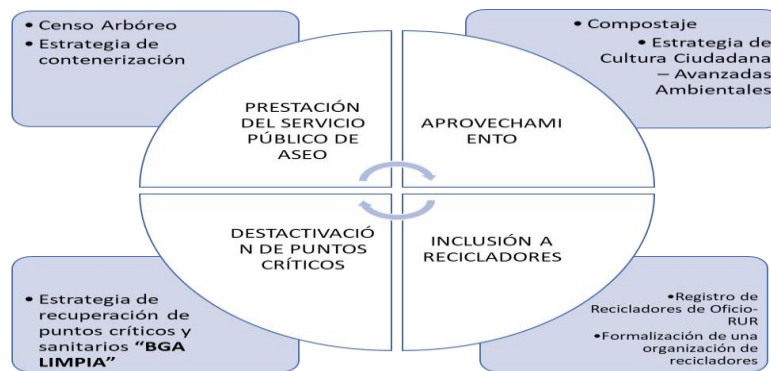 • Censo Arbóreo
• Estrategia de
contenerización
• Compostaje
• Estrategia de
Cultura Ciudadana
– Avanzadas
Ambientales
PRESTACIÓN
DEL SERVICIO
PÚBLICO DE
ASEO
APROVECHAMI
ENTO
DESTACTIVACIÓ
N DE PUNTOS
CRÍTICOS
INCLUSIÓN A
RECICLADORES
• Estrategia de
recuperación de
puntos críticos y
sanitarios “BGA
LIMPIA”
•Registro de
Recicladores de Oficio-
RUR
•Formalización de una
organización de
recicladores